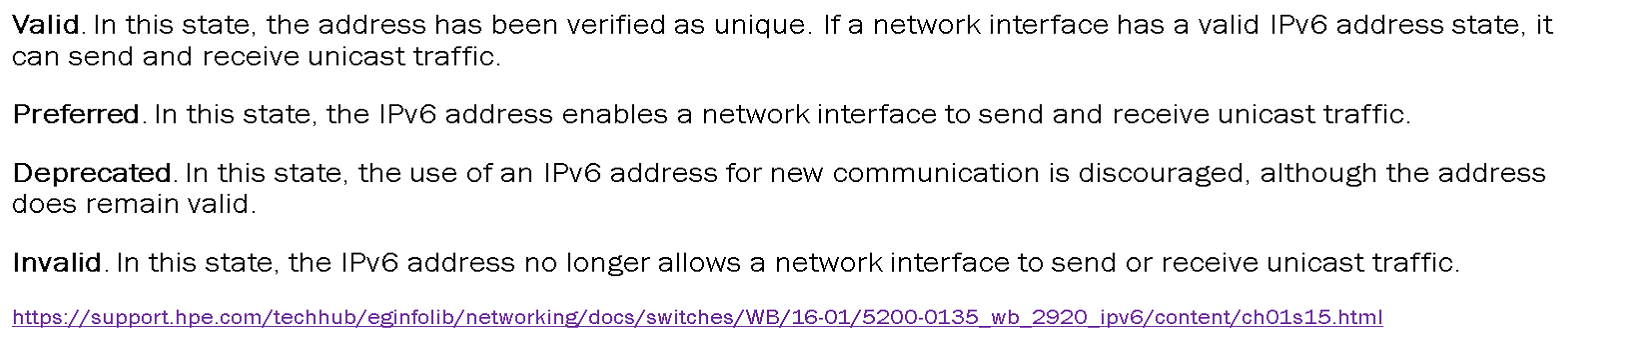 Valid. In this state, the address has been verified as unique. If a network interface has a valid IPv6 address state, it
can send and receive unicast traffic.
Preferred. In this state, the IPv6 address enables a network interface to send and receive unicast traffic.
Deprecated. In this state, the use of an IPv6 address for new communication is discouraged, although the address
does remain valid.
Invalid. In this state, the IPv6 address no longer allows a network interface to send or receive unicast traffic.
https://support.hpe.com/techhub/eginfolib/networking/docs/switches/WB/16-01/5200-0135_wb_2920_ipv6/content/ch01s15.html